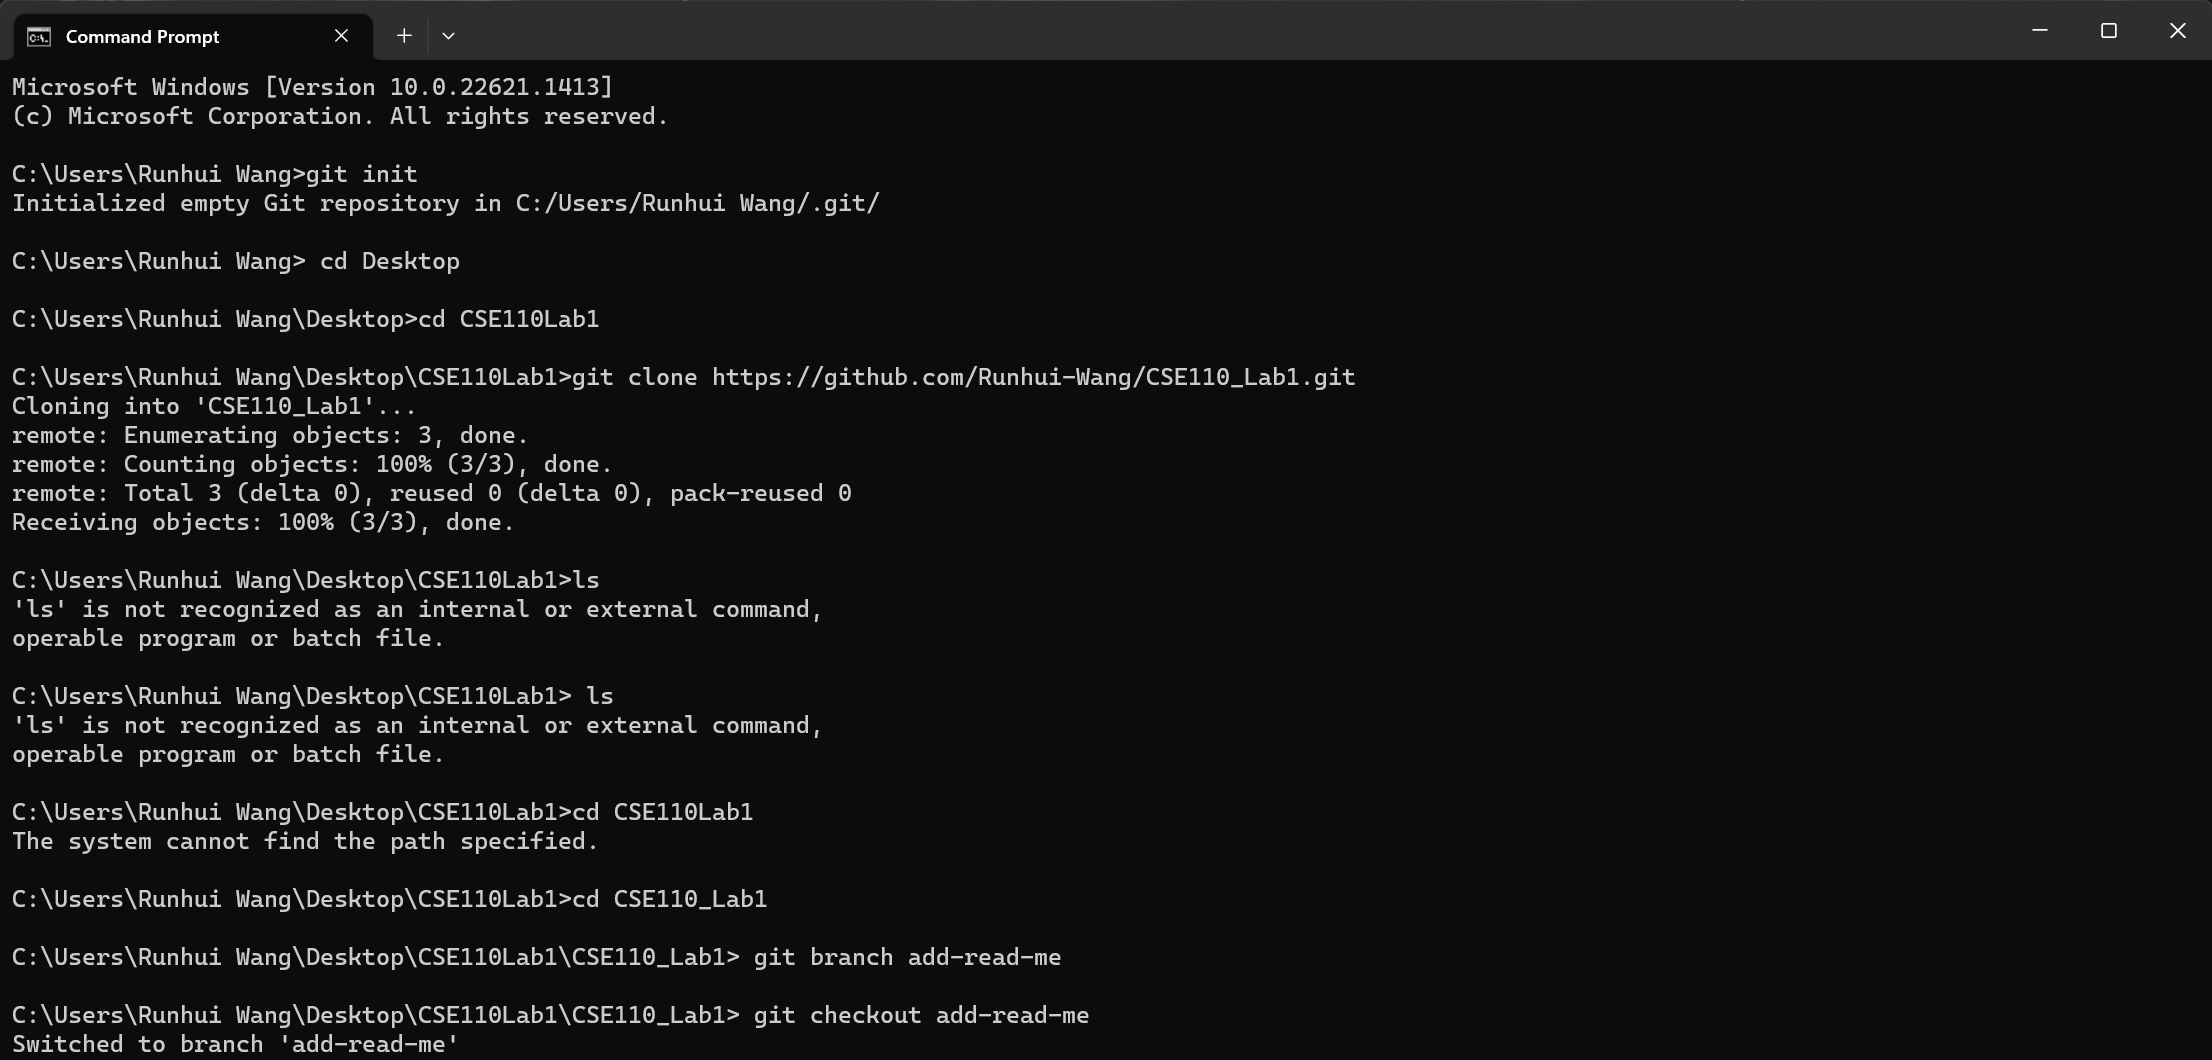 Command Prompt
Microsoft Windows [Version 10.0.22621.1413]
(c) Microsoft Corporation. All rights reserved.
C:\Users\Runhui Wang>git init
Initialized empty Git repository in C:/Users/Runhui Wang/.git/
C:\Users\Runhui Wang> cd Desktop
C:\Users\Runhui Wang\Desktop>cd CSE110Lab1
C:\Users\Runhui Wang\Desktop\CSE110Lab1>git clone https://github.com/Runhui-Wang/CSE110_Lab1.git
Cloning into 'CSE110_Lab1'...
remote: Enumerating objects: 3, done.
remote: Counting objects: 100% (3/3), done.
remote: Total 3 (delta 0), reused 0 (delta 0), pack-reused 0
Receiving objects: 100% (3/3), done.
C:\Users\Runhui Wang\Desktop\CSE110Lab1>ls
'ls' is not recognized as an internal or external command,
operable program or batch file.
C:\Users\Runhui Wang\Desktop\CSE110Lab1> ls
'ls' is not recognized as an internal or external command,
operable program or batch file.
C:\Users\Runhui Wang\Desktop\CSE110Lab1>cd CSE110Lab1
The system cannot find the path specified.
C:\Users\Runhui Wang\Desktop\CSE110Lab1>cd CSE110_Lab1
C:\Users\Runhui Wang\Desktop\CSE110Lab1\CSE110_Lab1> git branch add-read-me
C:\Users\Runhui Wang\Desktop\CSE110Lab1\CSE110_Lab1> git checkout add-read-me
Switched to branch 'add-read-me'